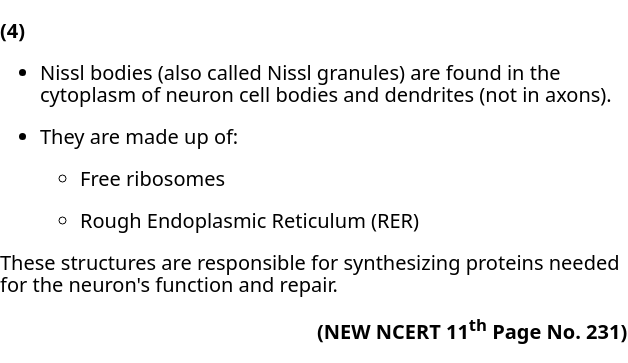 (4)
• Nissl bodies (also called Nissl granules) are found in the
cytoplasm of neuron cell bodies and dendrites (not in axons).
• They are made up of:
○ Free ribosomes
○ Rough Endoplasmic Reticulum (RER)
These structures are responsible for synthesizing proteins needed
for the neuron's function and repair.
(NEW NCERT 11th Page No. 231)